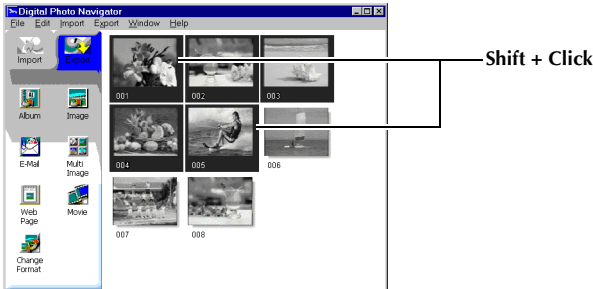 Digital Photo Navigator
File Edit Import Export Window Help
Import Export
Shift + Click
001 002 003
Album Image
004 005 006
E-Mail Multi Image
Web Page Movie
007 008
Change Format